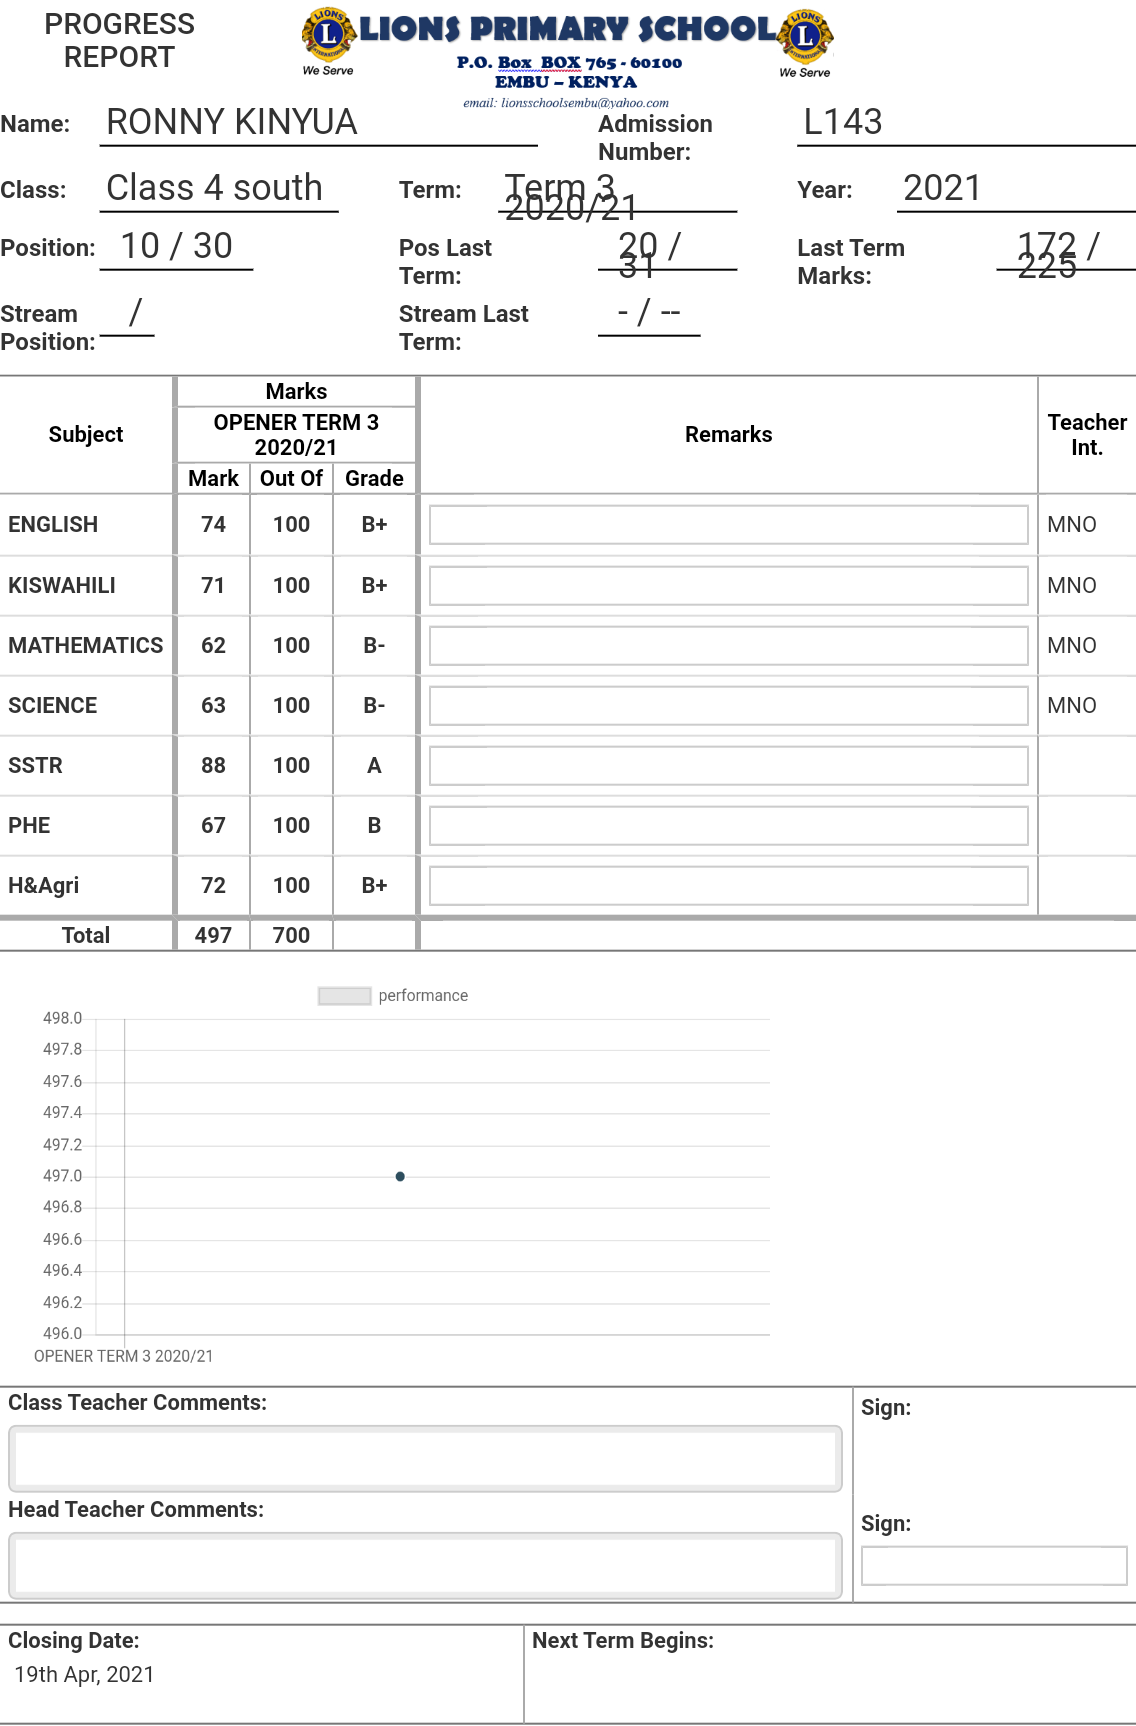 PROGRESS
REPORT
LIONS PRIMARY SCHOOL
L
INTERNATIONAL
We Serve
L
INTERNATIONAL
We Serve
P.O. Box BOX 765 - 60100
EMBU – KENYA
email: lionsschoolsembu@yahoo.com
Name: RONNY KINYUA Admission Number: L143
Class: Class 4 south Term: Term 3 2020/21 Year: 2021
Position: 10 / 30 Pos Last Term: 20 / 31 Last Term Marks: 172 / 225
Stream Position: / Stream Last Term: - / --
Subject Marks Remarks Teacher Int.
OPENER TERM 3
2020/21
Mark Out Of Grade
ENGLISH 74 100 B+ MNO
KISWAHILI 71 100 B+ MNO
MATHEMATICS 62 100 B- MNO
SCIENCE 63 100 B- MNO
SSTR 88 100 A
PHE 67 100 B
H&Agri 72 100 B+
Total 497 700
performance
498.0
497.8
497.6
497.4
497.2
497.0
496.8
496.6
496.4
496.2
496.0
OPENER TERM 3 2020/21
Class Teacher Comments: Sign:
Head Teacher Comments:
Sign:
Closing Date: Next Term Begins:
19th Apr, 2021